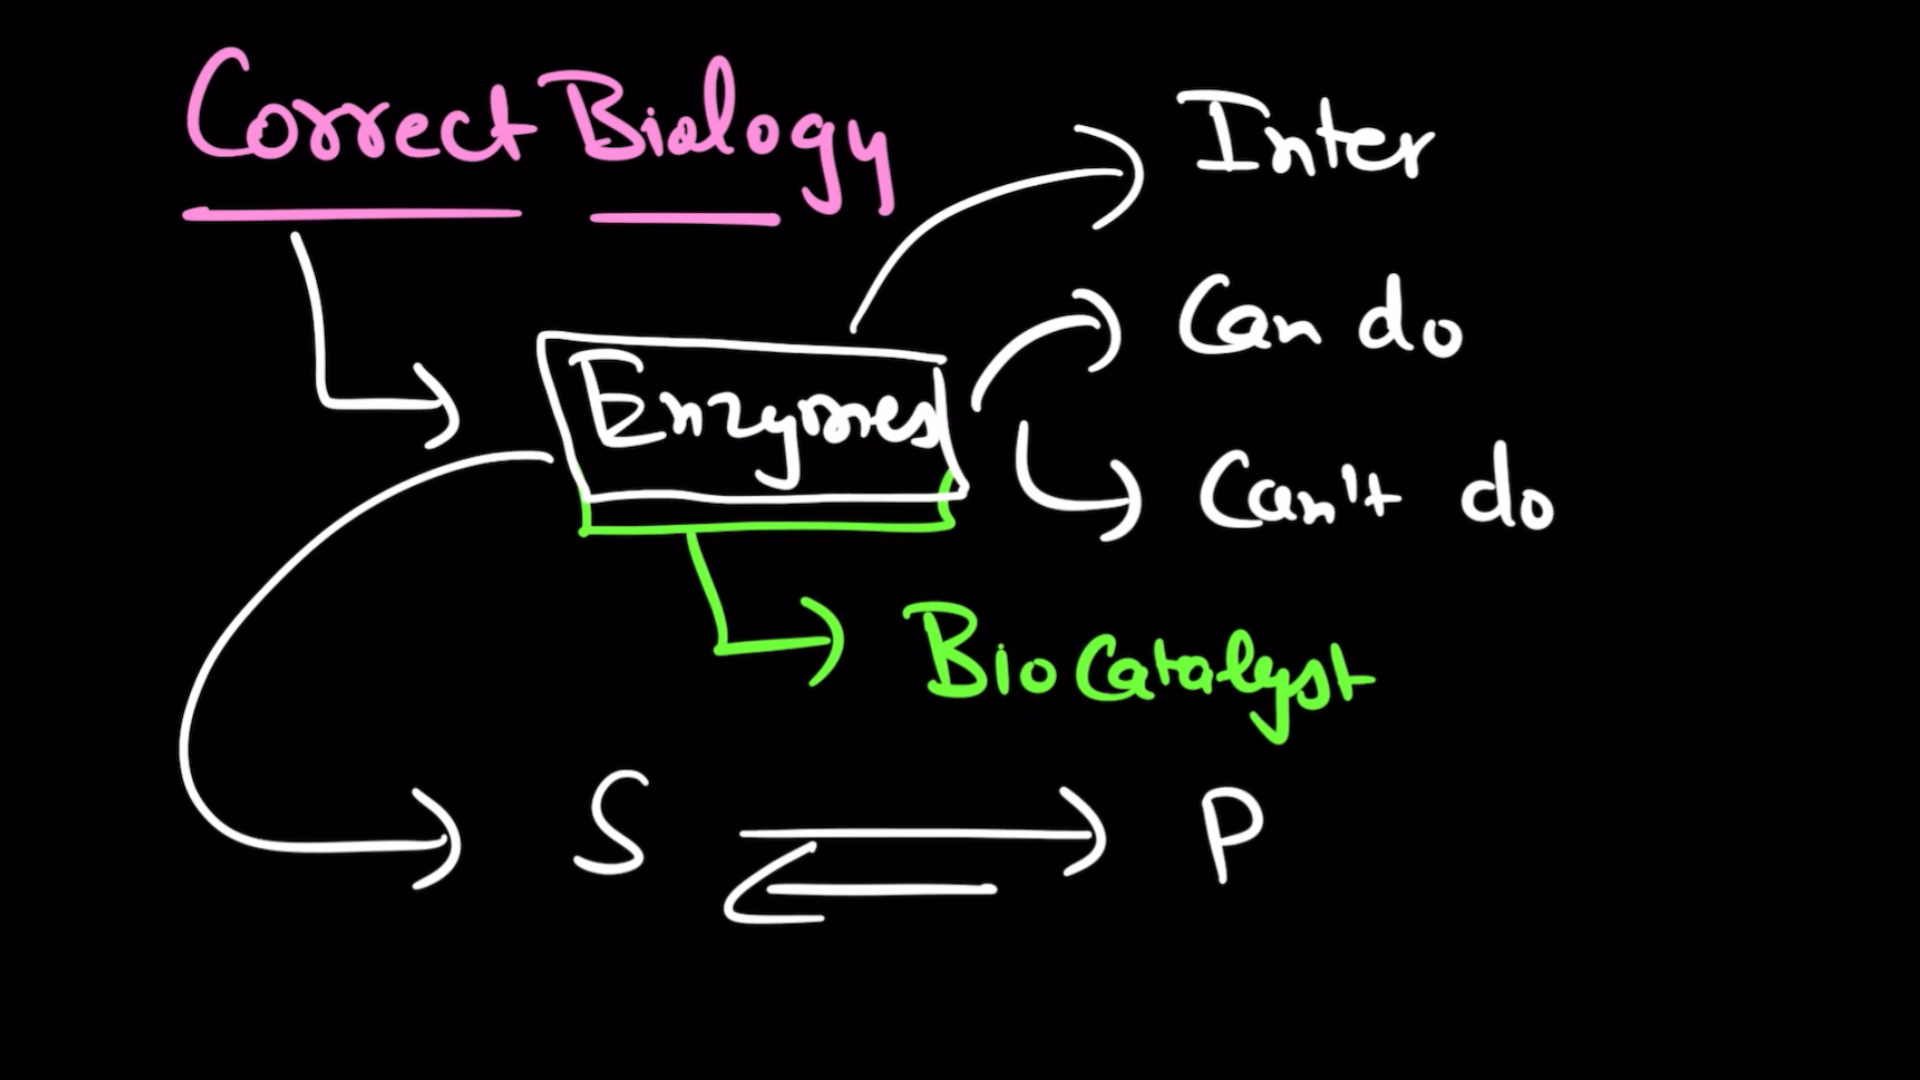 Correct Biology
Inter
Can do
Enzymes
Can't do
Bio Catalyst
S ⇌ P